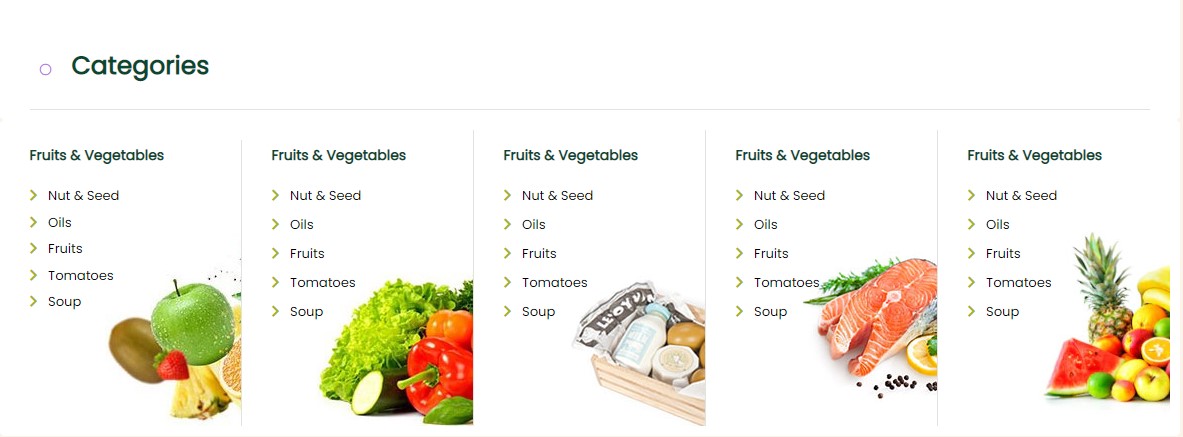 Categories
Fruits & Vegetables
Nut & Seed
Oils
Fruits
Tomatoes
Soup
Fruits & Vegetables
Nut & Seed
Oils
Fruits
Tomatoes
Soup
Fruits & Vegetables
Nut & Seed
Oils
Fruits
Tomatoes
Soup
Fruits & Vegetables
Nut & Seed
Oils
Fruits
Tomatoes
Soup
Fruits & Vegetables
Nut & Seed
Oils
Fruits
Tomatoes
Soup